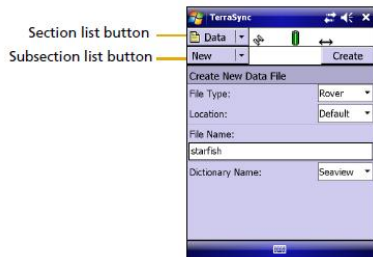 Section list button
Subsection list button
TerraSync
Data
New
Create
Create New Data File
File Type:
Rover
Location:
Default
File Name:
starfish
Dictionary Name:
Seaview